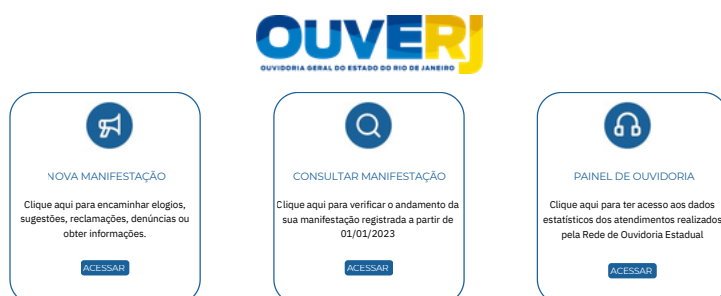 OUVERJ
OUVIDORIA GERAL DO ESTADO DO RIO DE JANEIRO
NOVA MANIFESTAÇÃO
Clique aqui para encaminhar elogios,
sugestões, reclamações, denúncias ou
obter informações.
ACESSAR
CONSULTAR MANIFESTAÇÃO
Clique aqui para verificar o andamento da
sua manifestação registrada a partir de
01/01/2023
ACESSAR
PAINEL DE OUVIDORIA
Clique aqui para ter acesso aos dados
estatísticos dos atendimentos realizados
pela Rede de Ouvidoria Estadual
ACESSAR